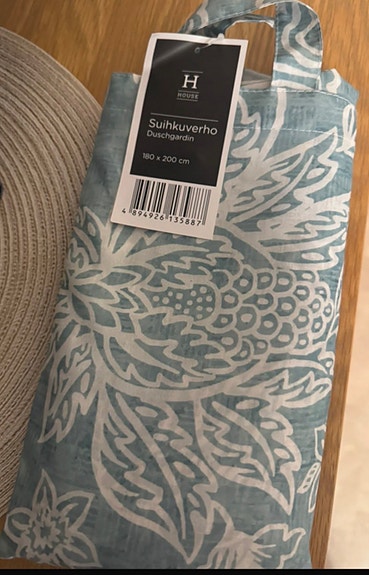 H
HOUSE
Suihkuverho
Duschgardin
180 x 200 cm
4 894926 135887